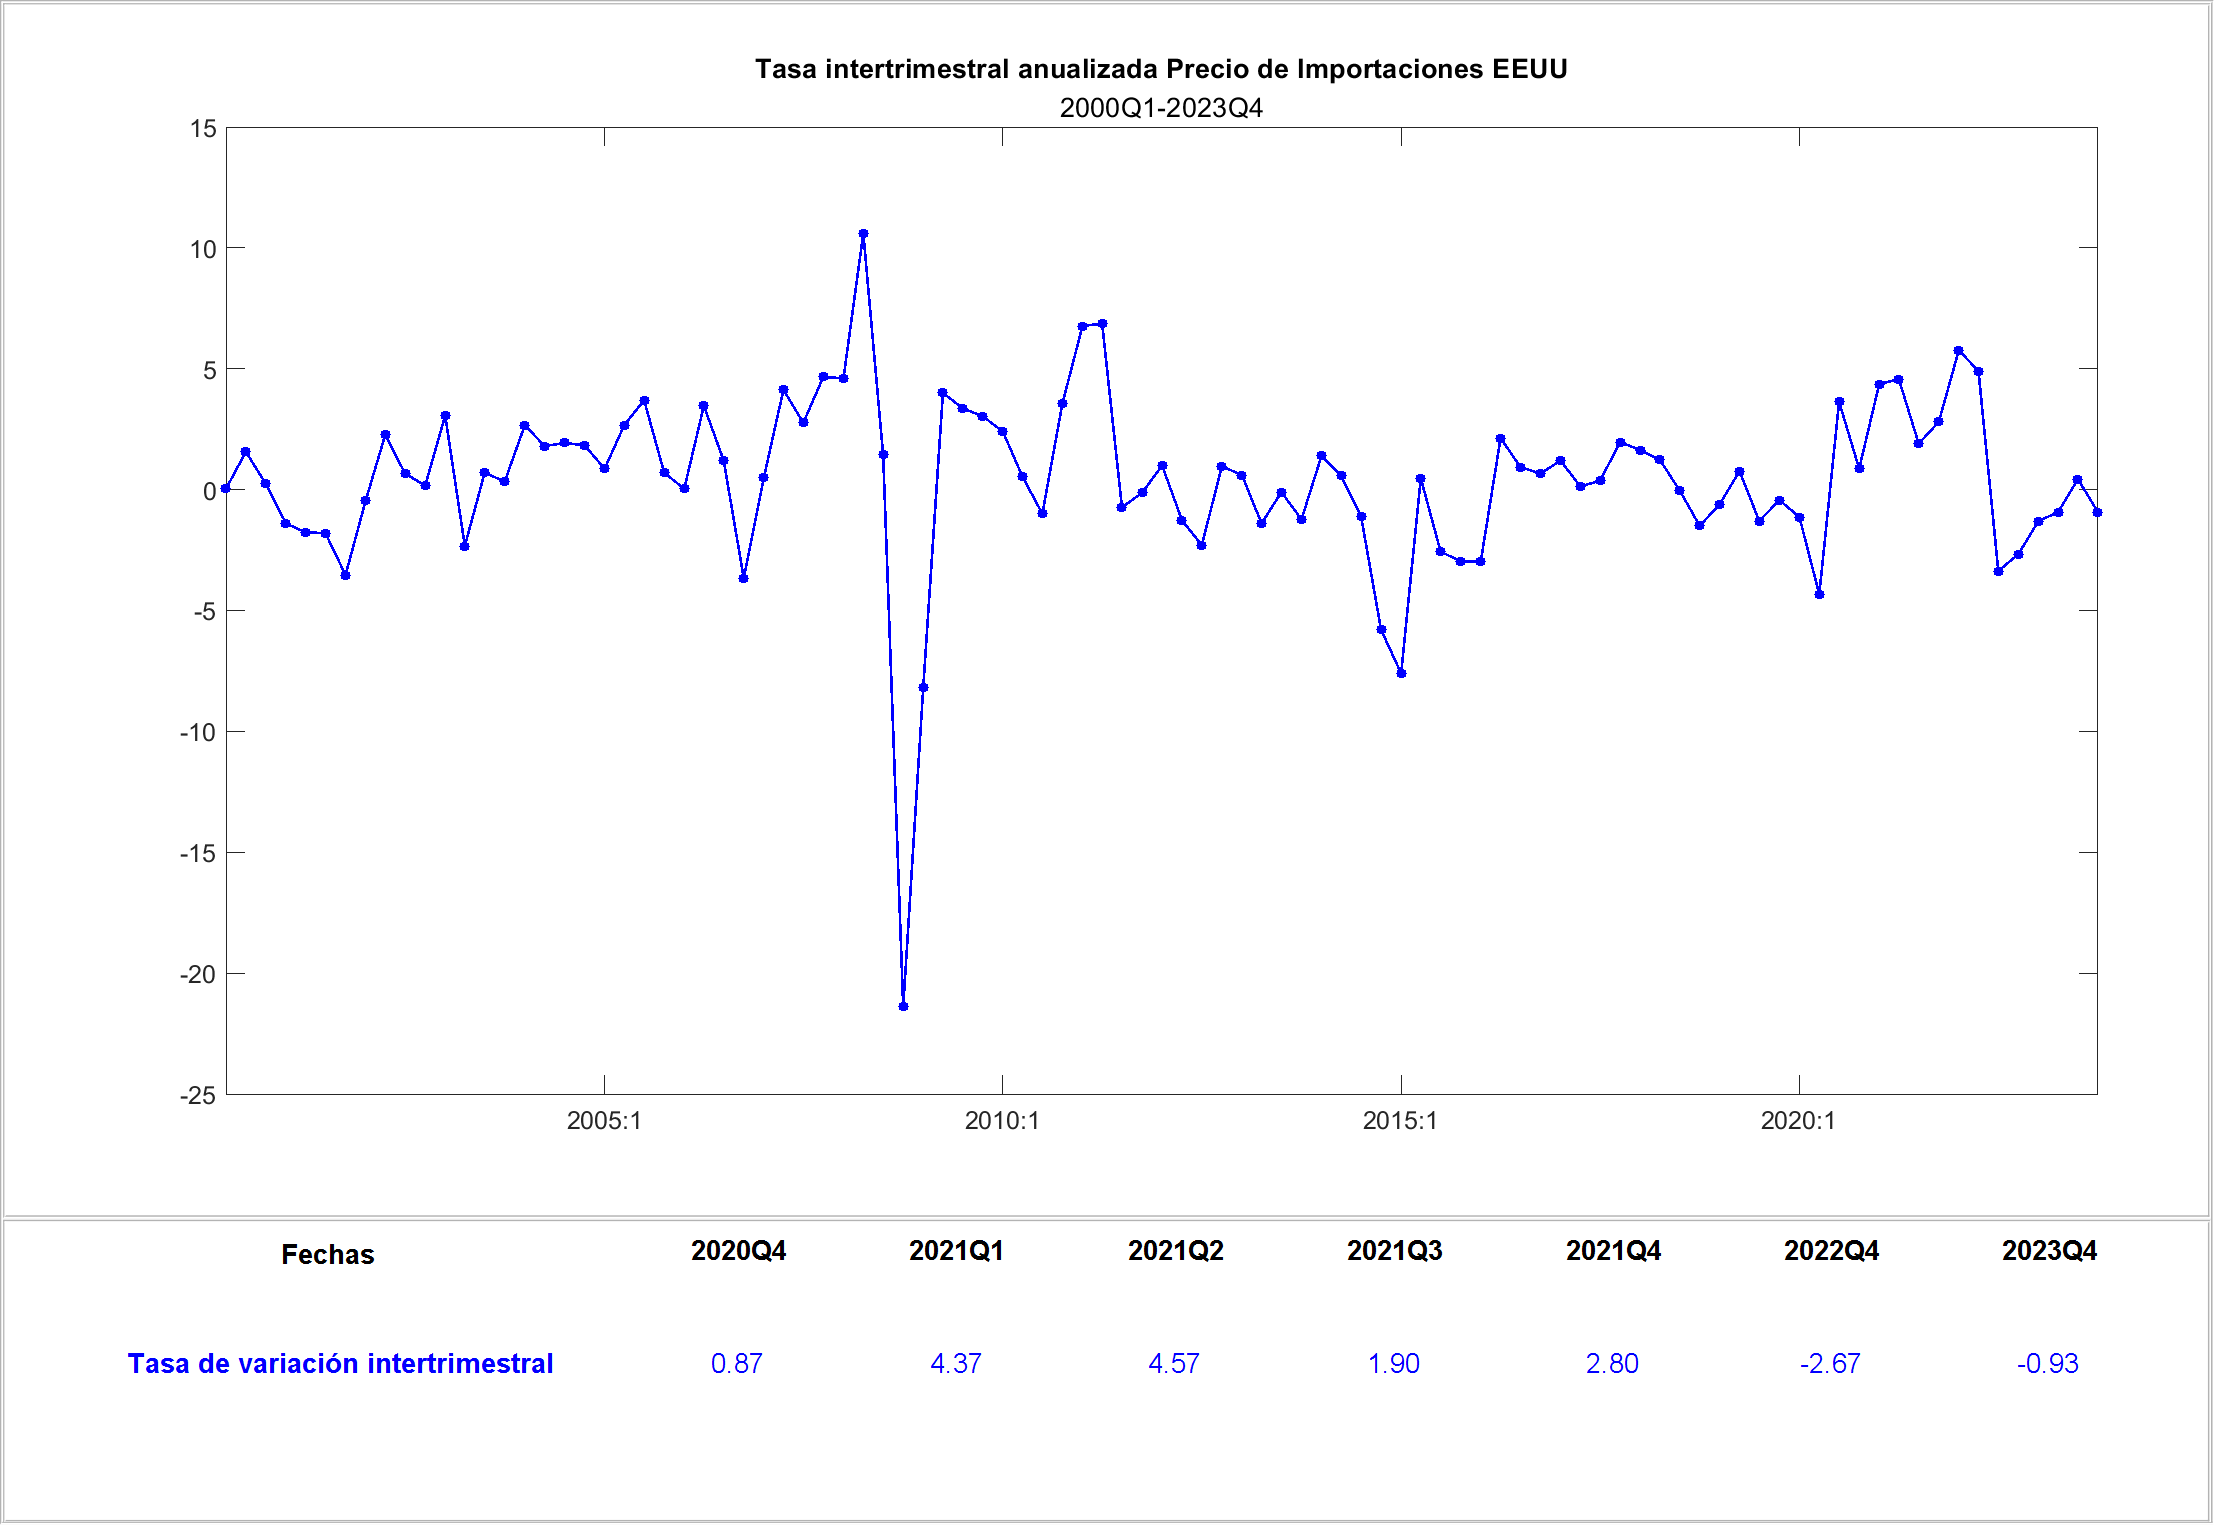 Tasa intertrimestral anualizada Precio de Importaciones EEUU
2000Q1-2023Q4
15
10
5
0
-5
-10
-15
-20
-25
2005:1 2010:1 2015:1 2020:1
Fechas 2020Q4 2021Q1 2021Q2 2021Q3 2021Q4 2022Q4 2023Q4
Tasa de variación intertrimestral 0.87 4.37 4.57 1.90 2.80 -2.67 -0.93